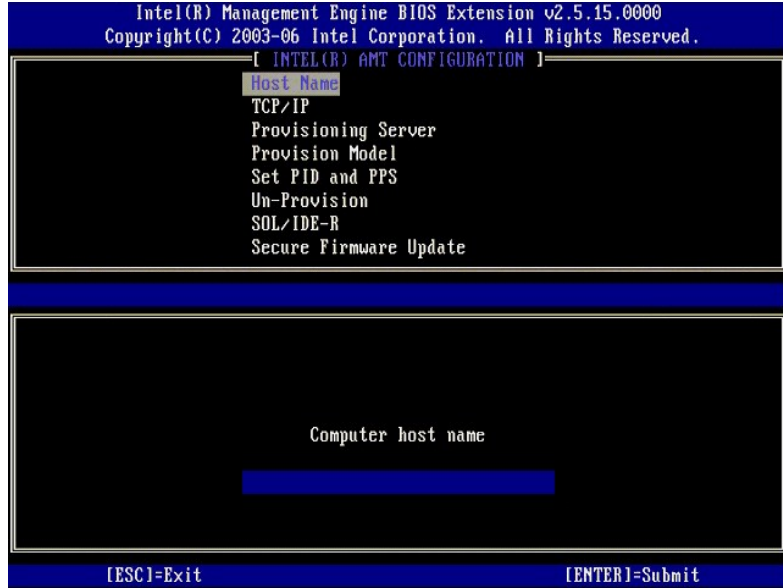 Intel(R) Management Engine BIOS Extension v2.5.15.0000
Copyright(C) 2003-06 Intel Corporation. All Rights Reserved.
[ INTEL(R) AMT CONFIGURATION ]
Host Name
TCP/IP
Provisioning Server
Provision Model
Set PID and PPS
Un-Provision
SOL/IDE-R
Secure Firmware Update
Computer host name
[ESC]=Exit [ENTER]=Submit